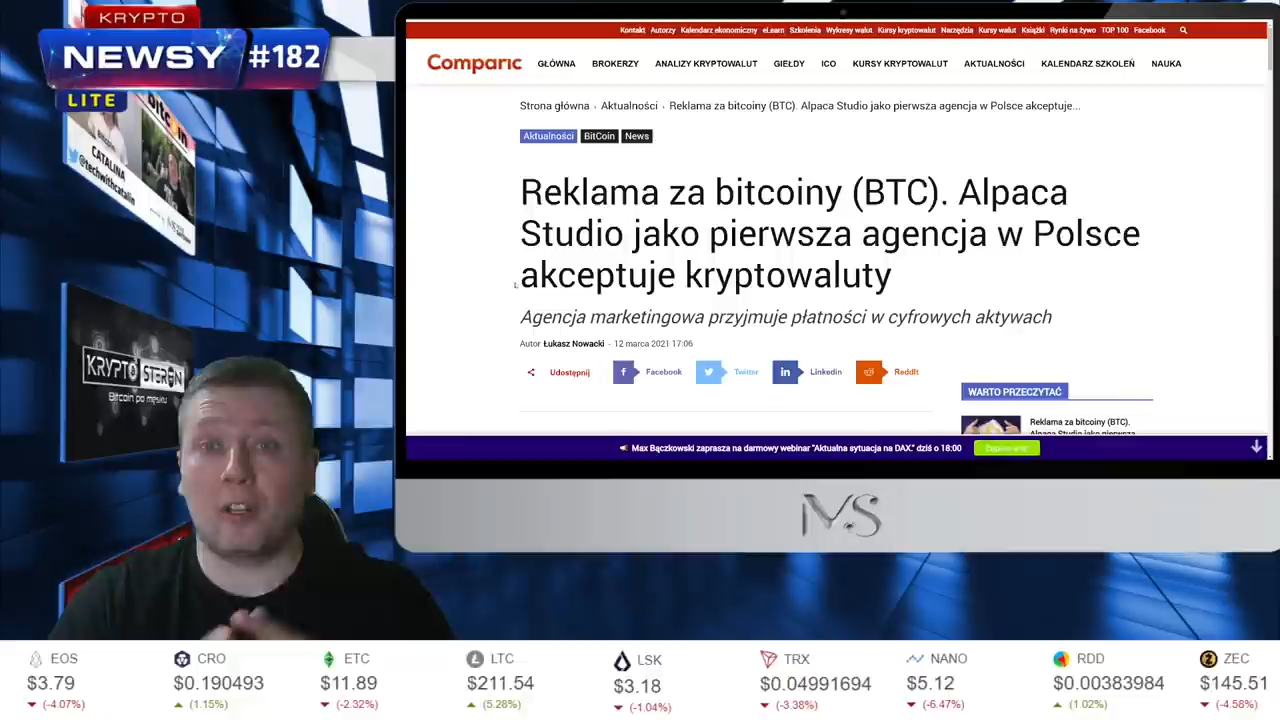 KRYPTO
NEWSY #182
LITE
bitcoin
CATALINA
@techwithcatalin
KRYPTO STERON
Bitcoin po męsku
Kontakt Autorzy Kalendarz ekonomiczny eLearn Szkolenia Wykresy walut Kursy kryptowalut Narzędzia Kursy walut Książki Rynki na żywo TOP 100 Facebook
Comparic GŁÓWNA BROKERZY ANALIZY KRYPTOWALUT GIEŁDY ICO KURSY KRYPTOWALUT AKTUALNOŚCI KALENDARZ SZKOLEŃ NAUKA
Strona główna › Aktualności › Reklama za bitcoiny (BTC). Alpaca Studio jako pierwsza agencja w Polsce akceptuje...
Aktualności BitCoin News
Reklama za bitcoiny (BTC). Alpaca
Studio jako pierwsza agencja w Polsce
akceptuje kryptowaluty
Agencja marketingowa przyjmuje płatności w cyfrowych aktywach
Autor Łukasz Nowacki - 12 marca 2021 17:06
Udostępnij Facebook Twitter Linkedin ReddIt
WARTO PRZECZYTAĆ
Reklama za bitcoiny (BTC).
Alpaca Studio jako pierwsza
Max Bączkowski zaprasza na darmowy webinar "Aktualna sytuacja na DAX." dziś o 18:00
MS
EOS CRO ETC LTC LSK TRX NANO RDD ZEC
$3.79 $0.190493 $11.89 $211.54 $3.18 $0.04991694 $5.12 $0.00383984 $145.51
(-4.07%) (1.15%) (-2.32%) (5.28%) (-1.04%) (-3.38%) (-6.47%) (1.02%) (-4.58%)